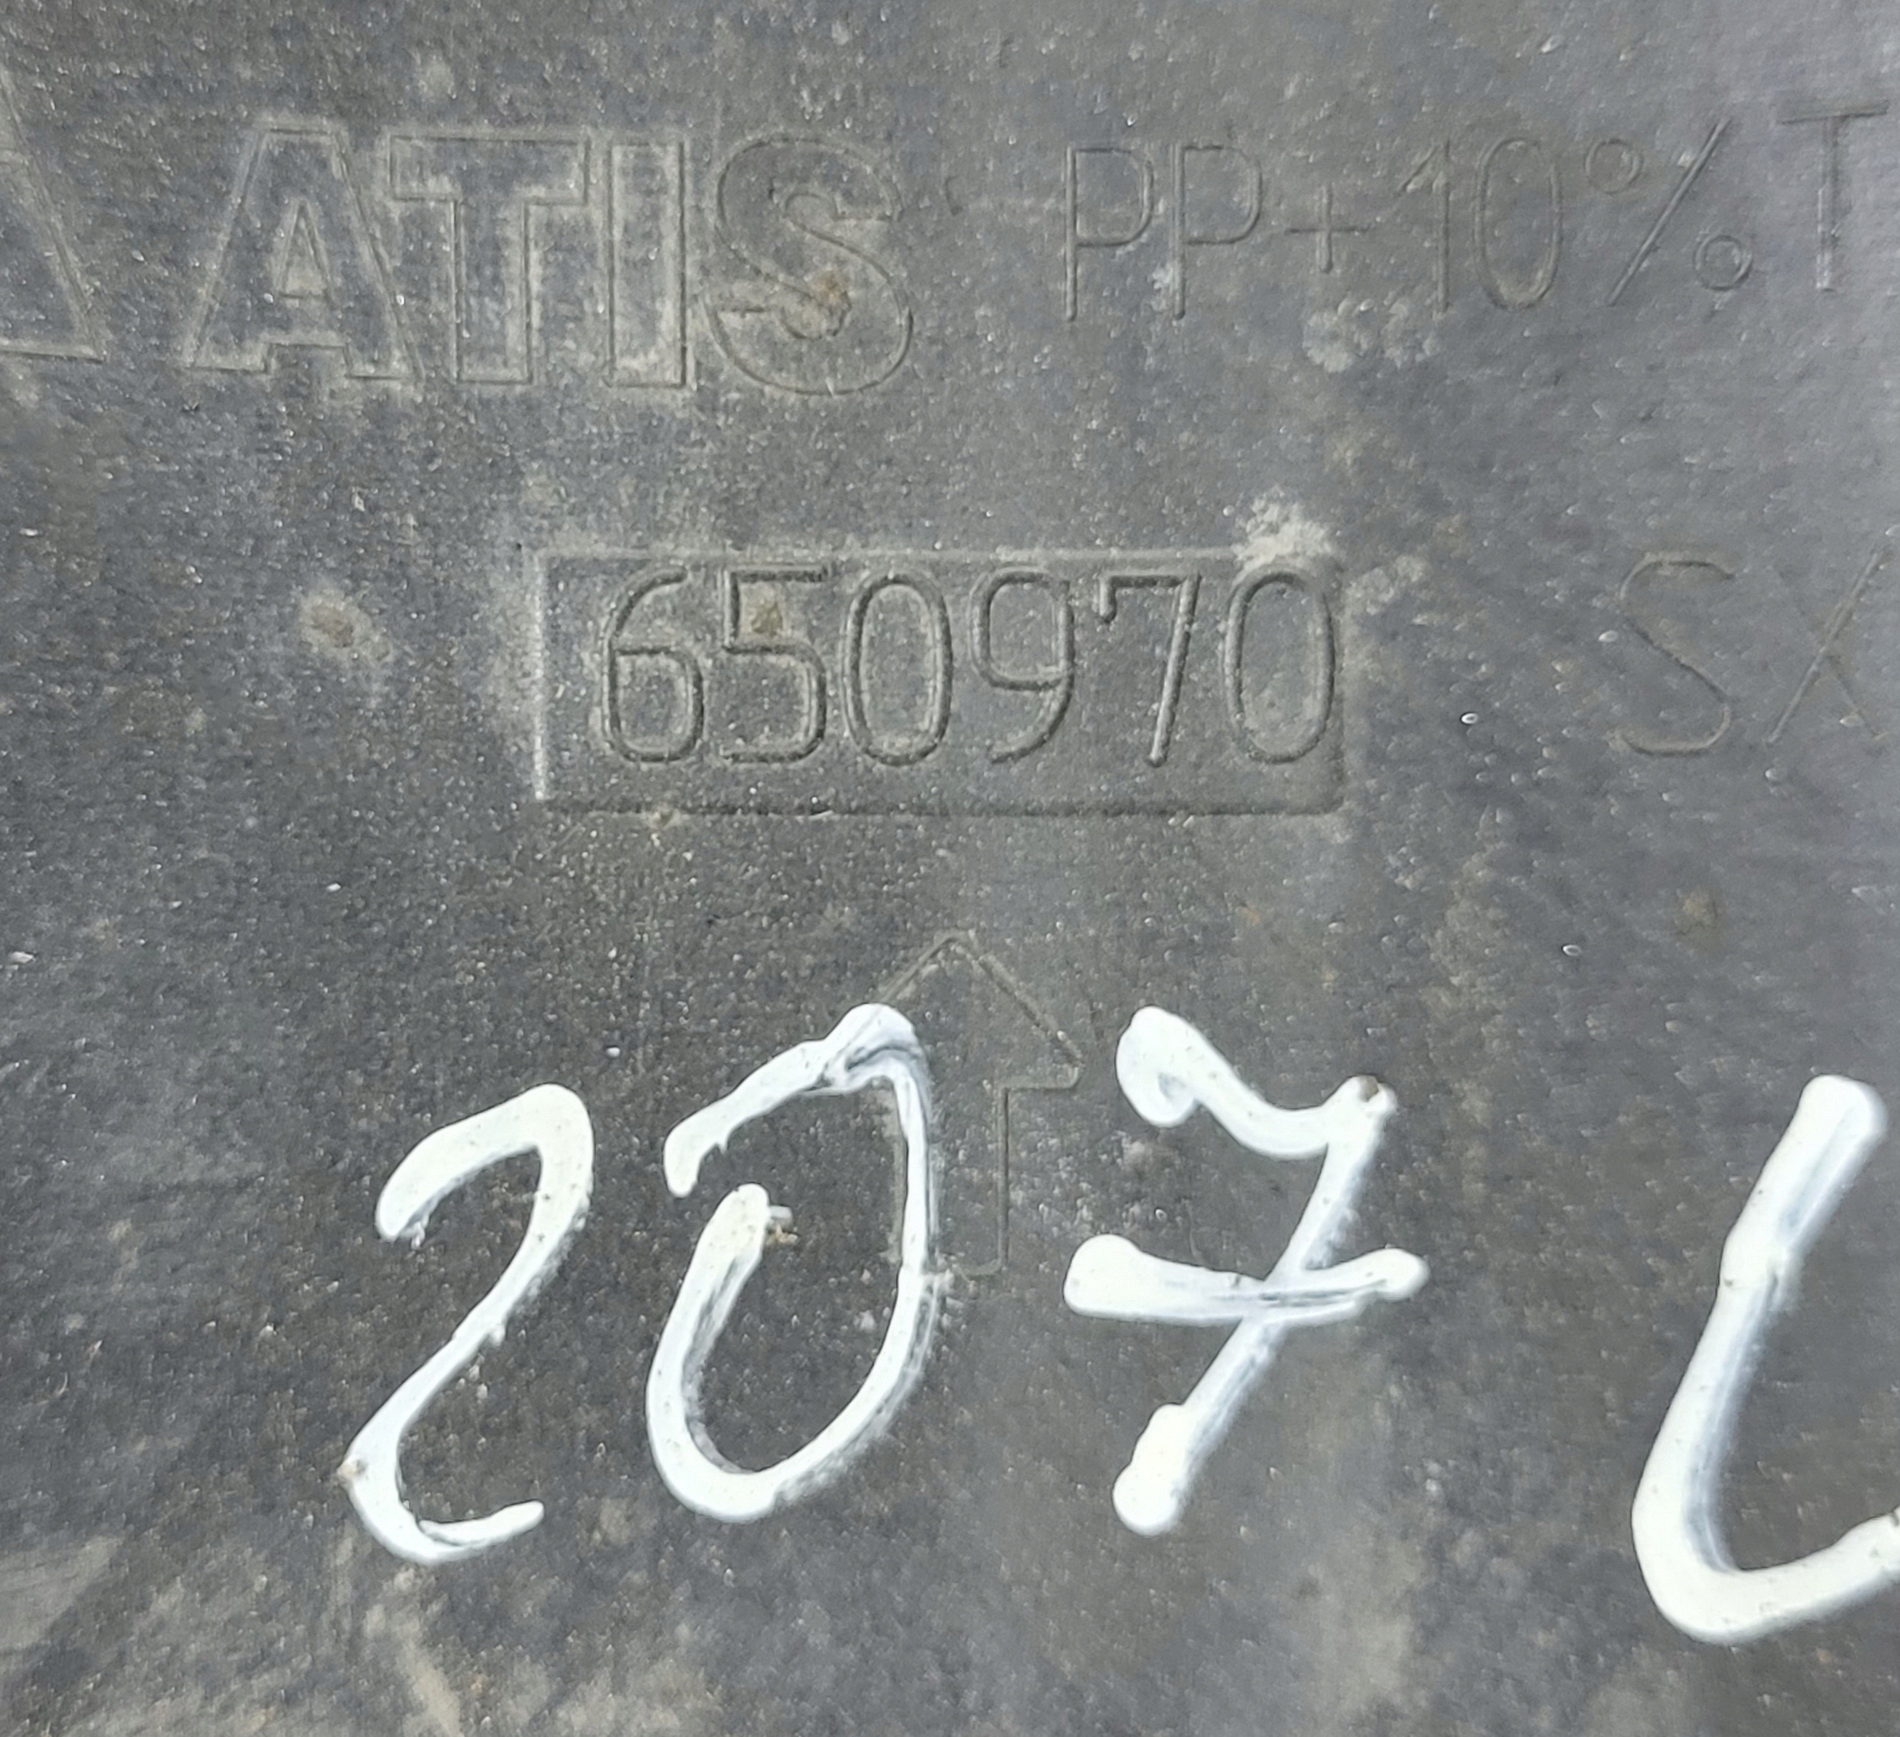 ATIS PP+10%T
650970 SX
207 L